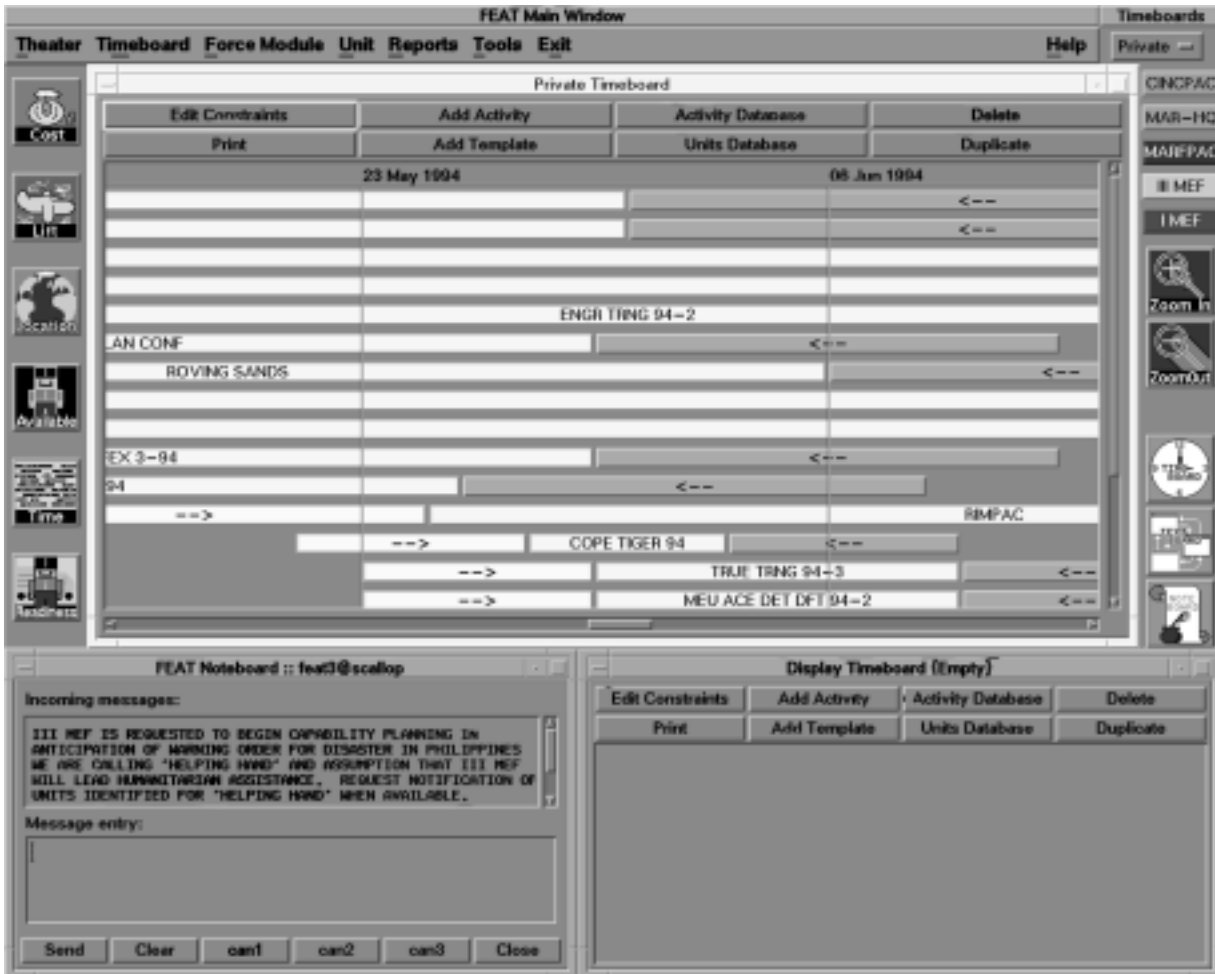 FEAT Main Window
Timeboards
Theater Timeboard Force Module Unit Reports Tools Exit Help
Private
Private Timeboard
Edit Constraints Add Activity Activity Database Delete
Print Add Template Units Database Duplicate
23 May 1994 06 Jun 1994
<--
<--
ENGR TRNG 94-2
LAN CONF <--
ROVING SANDS <--
EX 3-94 <--
94 <--
--> RIMPAC
--> COPE TIGER 94 <--
--> TRUE TRNG 94-3 <--
--> MEU ACE DET DFT 94-2 <--
Cost
Lift
Location
Available
Time
Readiness
CINCPAC
MAR-HQ
MARFPAC
III MEF
I MEF
Zoom In
ZoomOut
TIME
BOARD
NOTE
BOARD
FEAT Noteboard :: feat3@scallop
Incoming messages:
III MEF IS REQUESTED TO BEGIN CAPABILITY PLANNING IN
ANTICIPATION OF WARNING ORDER FOR DISASTER IN PHILIPPINES
WE ARE CALLING "HELPING HAND" AND ASSUMPTION THAT III MEF
WILL LEAD HUMANITARIAN ASSISTANCE. REQUEST NOTIFICATION OF
UNITS IDENTIFIED FOR "HELPING HAND" WHEN AVAILABLE.
Message entry:
Send Clear can1 can2 can3 Close
Display Timeboard (Empty)
Edit Constraints Add Activity Activity Database Delete
Print Add Template Units Database Duplicate